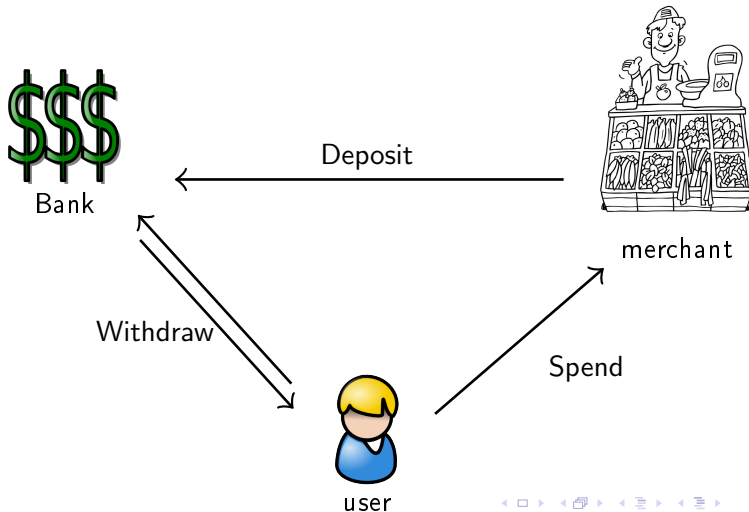 $$$
Deposit
Bank
merchant
Withdraw
Spend
user